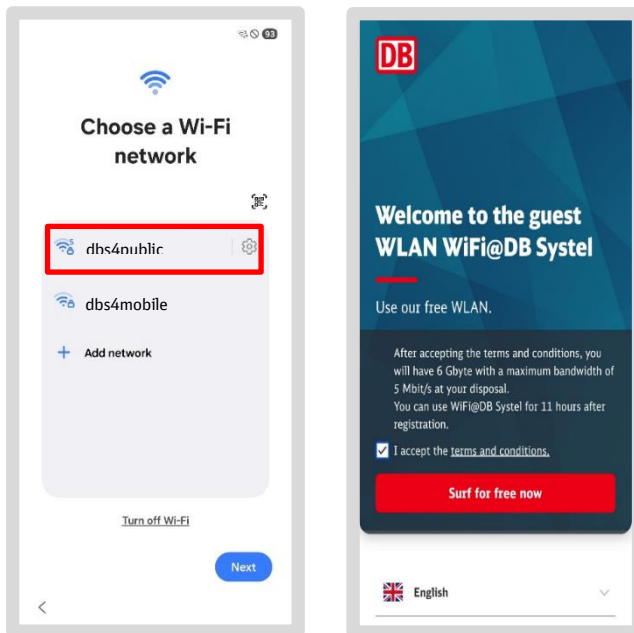 93
Choose a Wi-Fi
network
dbs4public
dbs4mobile
+ Add network
Turn off Wi-Fi
Next
<
DB
Welcome to the guest
WLAN WiFi@DB Systel
Use our free WLAN.
After accepting the terms and conditions, you
will have 6 Gbyte with a maximum bandwidth of
5 Mbit/s at your disposal.
You can use WiFi@DB Systel for 11 hours after
registration.
I accept the terms and conditions.
Surf for free now
English